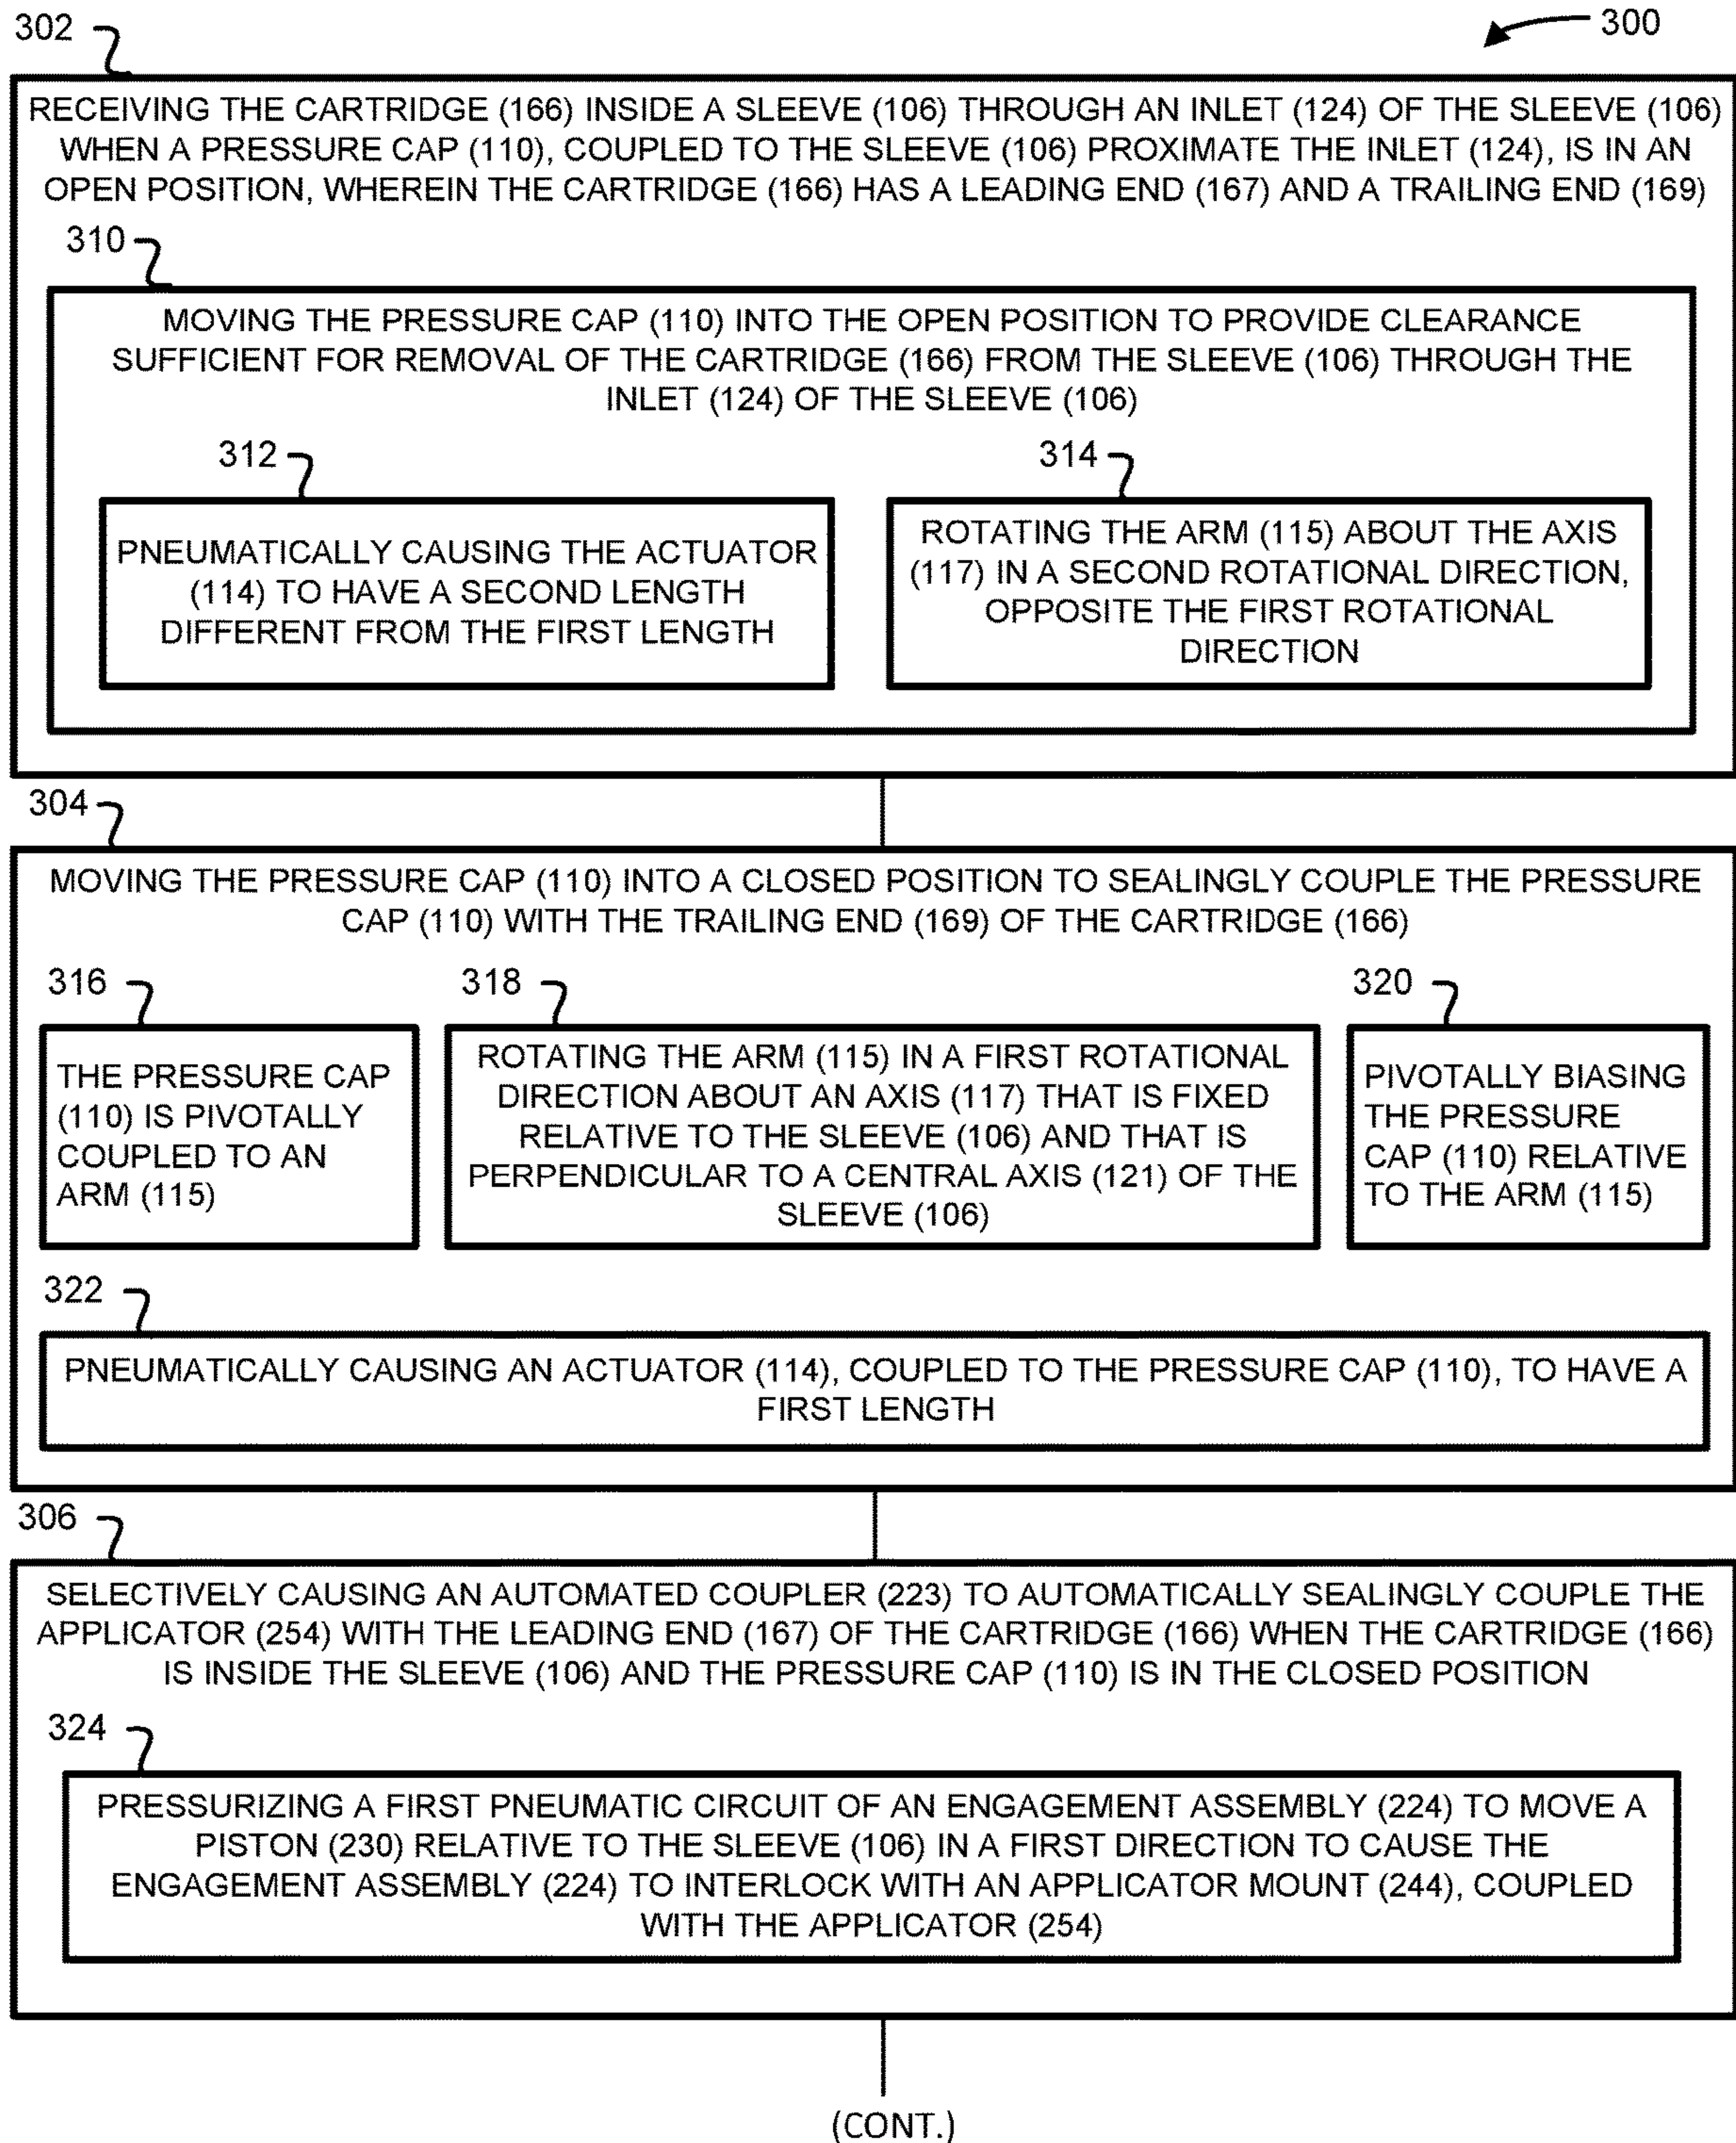 302
300
RECEIVING THE CARTRIDGE (166) INSIDE A SLEEVE (106) THROUGH AN INLET (124) OF THE SLEEVE (106)
WHEN A PRESSURE CAP (110), COUPLED TO THE SLEEVE (106) PROXIMATE THE INLET (124), IS IN AN
OPEN POSITION, WHEREIN THE CARTRIDGE (166) HAS A LEADING END (167) AND A TRAILING END (169)
310
MOVING THE PRESSURE CAP (110) INTO THE OPEN POSITION TO PROVIDE CLEARANCE
SUFFICIENT FOR REMOVAL OF THE CARTRIDGE (166) FROM THE SLEEVE (106) THROUGH THE
INLET (124) OF THE SLEEVE (106)
312
PNEUMATICALLY CAUSING THE ACTUATOR
(114) TO HAVE A SECOND LENGTH
DIFFERENT FROM THE FIRST LENGTH
314
ROTATING THE ARM (115) ABOUT THE AXIS
(117) IN A SECOND ROTATIONAL DIRECTION,
OPPOSITE THE FIRST ROTATIONAL
DIRECTION
304
MOVING THE PRESSURE CAP (110) INTO A CLOSED POSITION TO SEALINGLY COUPLE THE PRESSURE
CAP (110) WITH THE TRAILING END (169) OF THE CARTRIDGE (166)
316
THE PRESSURE CAP
(110) IS PIVOTALLY
COUPLED TO AN
ARM (115)
318
ROTATING THE ARM (115) IN A FIRST ROTATIONAL
DIRECTION ABOUT AN AXIS (117) THAT IS FIXED
RELATIVE TO THE SLEEVE (106) AND THAT IS
PERPENDICULAR TO A CENTRAL AXIS (121) OF THE
SLEEVE (106)
320
PIVOTALLY BIASING
THE PRESSURE
CAP (110) RELATIVE
TO THE ARM (115)
322
PNEUMATICALLY CAUSING AN ACTUATOR (114), COUPLED TO THE PRESSURE CAP (110), TO HAVE A
FIRST LENGTH
306
SELECTIVELY CAUSING AN AUTOMATED COUPLER (223) TO AUTOMATICALLY SEALINGLY COUPLE THE
APPLICATOR (254) WITH THE LEADING END (167) OF THE CARTRIDGE (166) WHEN THE CARTRIDGE (166)
IS INSIDE THE SLEEVE (106) AND THE PRESSURE CAP (110) IS IN THE CLOSED POSITION
324
PRESSURIZING A FIRST PNEUMATIC CIRCUIT OF AN ENGAGEMENT ASSEMBLY (224) TO MOVE A
PISTON (230) RELATIVE TO THE SLEEVE (106) IN A FIRST DIRECTION TO CAUSE THE
ENGAGEMENT ASSEMBLY (224) TO INTERLOCK WITH AN APPLICATOR MOUNT (244), COUPLED
WITH THE APPLICATOR (254)
(CONT.)